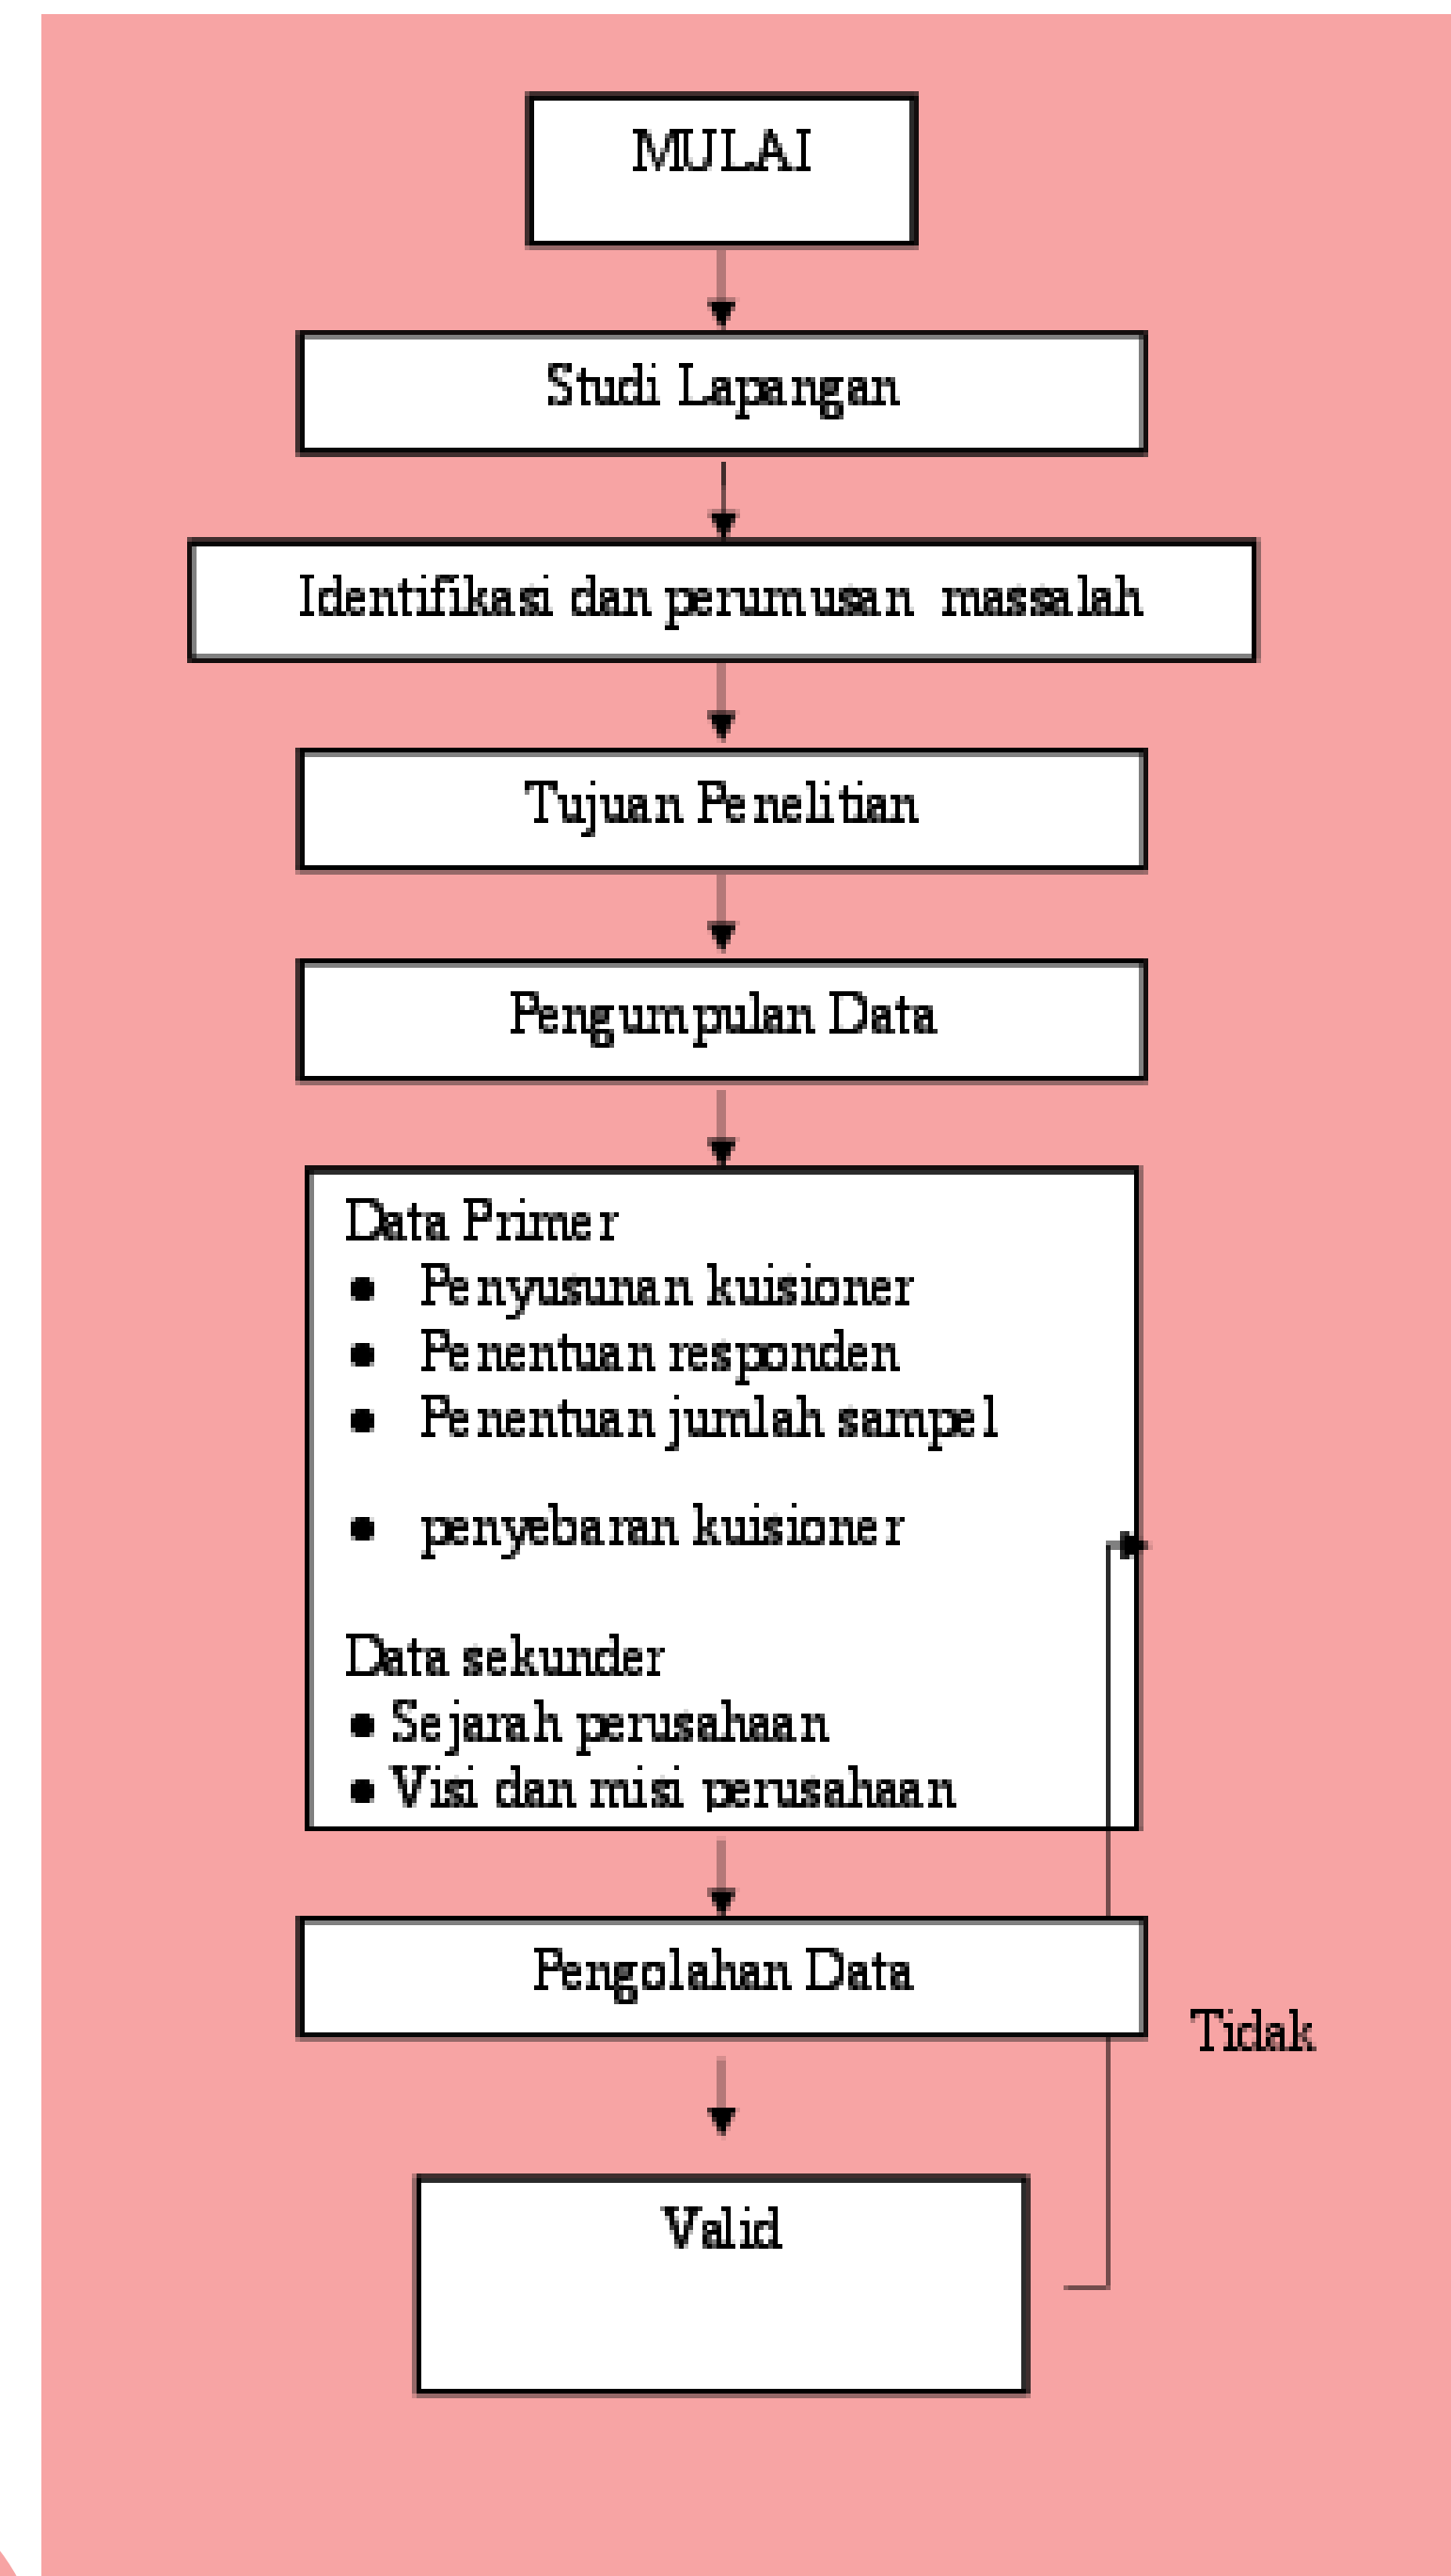 MULAI
Studi Lapangan
Identifikasi dan perumusan massalah
Tujuan Penelitian
Pengumpulan Data
Data Primer
● Penyusunan kuisioner
● Penentuan responden
● Penentuan jumlah sampel
● penyebaran kuisioner
Data sekunder
● Sejarah perusahaan
● Visi dan misi perusahaan
Pengolahan Data
Tidak
Valid